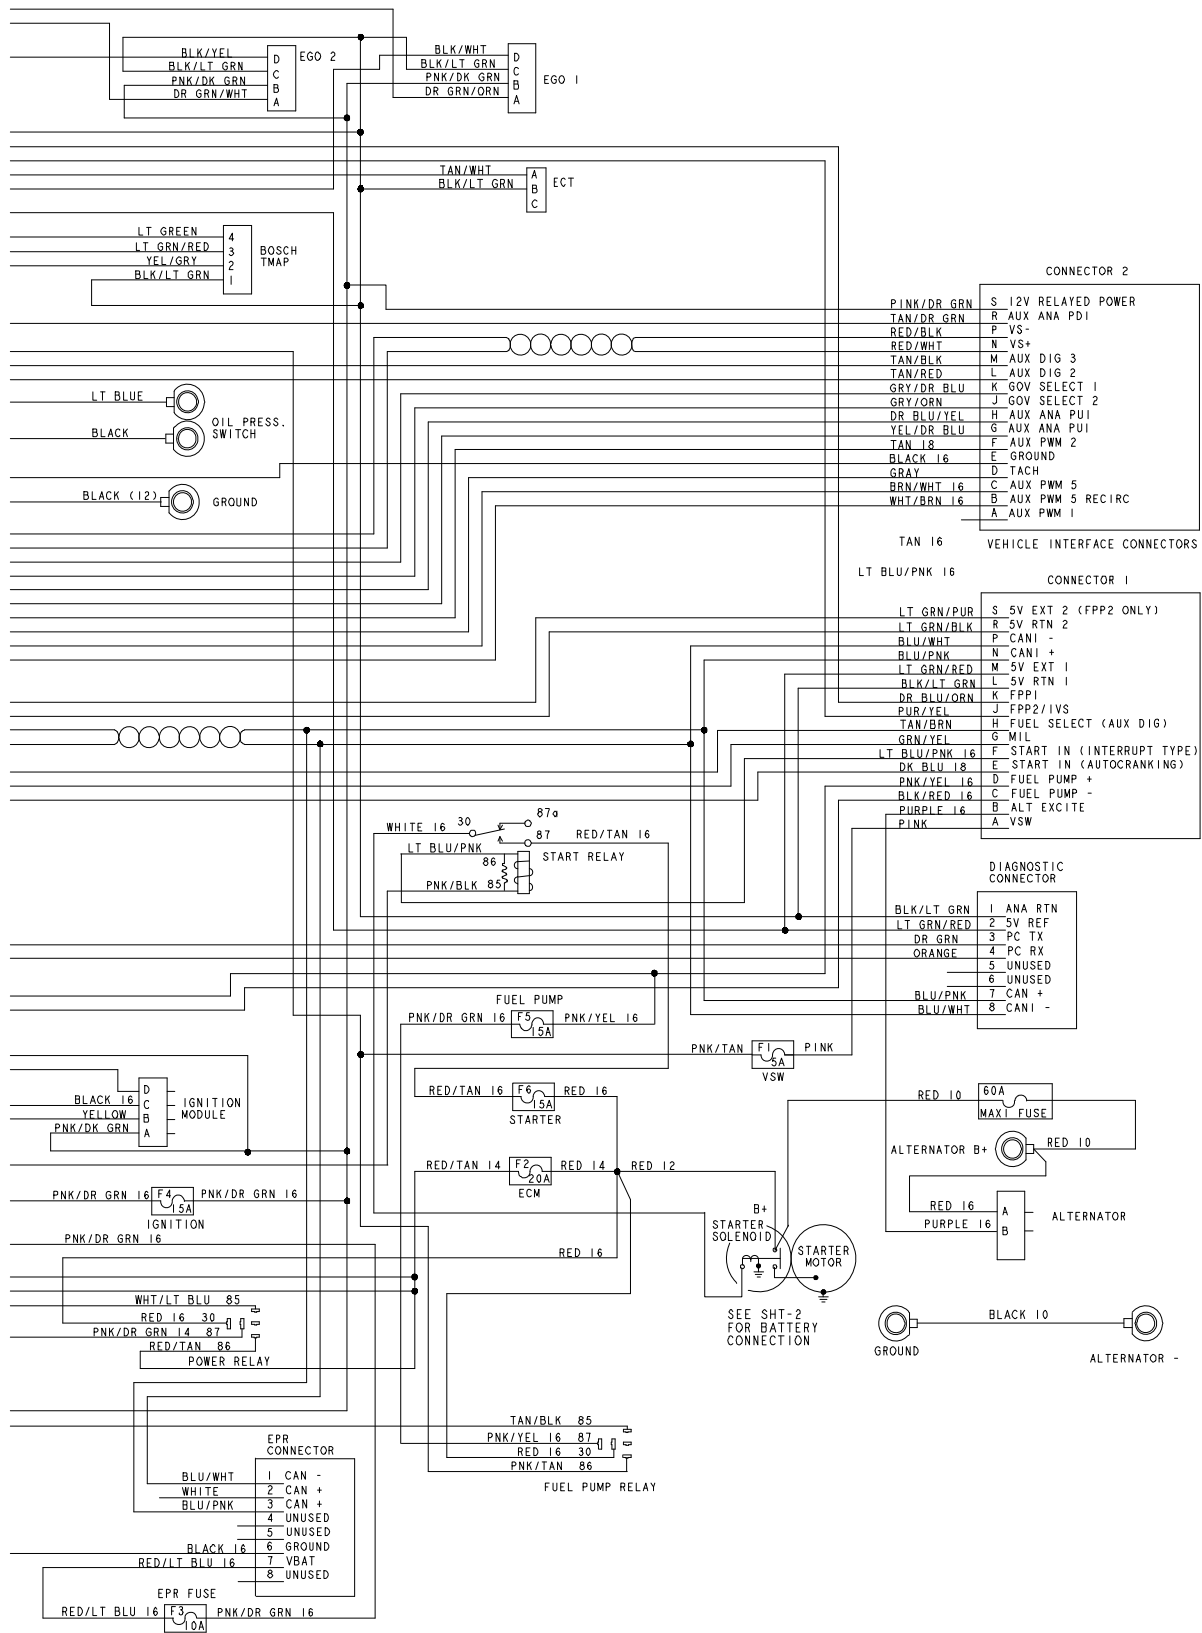 BLK/YEL
BLK/LT GRN
PNK/DK GRN
DR GRN/WHT
D
C
B
A
EGO 2
BLK/WHT
BLK/LT GRN
PNK/DK GRN
DR GRN/ORN
D
C
B
A
EGO 1
TAN/WHT
BLK/LT GRN
A
B
C
ECT
LT GREEN 4
LT GRN/RED 3
YEL/GRY 2
BLK/LT GRN 1
BOSCH
TMAP
LT BLUE
BLACK
OIL PRESS.
SWITCH
BLACK (12)
GROUND
CONNECTOR 2
PINK/DR GRN S 12V RELAYED POWER
TAN/DR GRN R AUX ANA PD1
RED/BLK P VS-
RED/WHT N VS+
TAN/BLK M AUX DIG 3
TAN/RED L AUX DIG 2
GRY/DR BLU K GOV SELECT 1
GRY/ORN J GOV SELECT 2
DR BLU/YEL H AUX ANA PU1
YEL/DR BLU G AUX ANA PU1
TAN 18 F AUX PWM 2
BLACK 16 E GROUND
GRAY D TACH
BRN/WHT 16 C AUX PWM 5
WHT/BRN 16 B AUX PWM 5 RECIRC
A AUX PWM 1
TAN 16
VEHICLE INTERFACE CONNECTORS
LT BLU/PNK 16
CONNECTOR 1
LT GRN/PUR S 5V EXT 2 (FPP2 ONLY)
LT GRN/BLK R 5V RTN 2
BLU/WHT P CAN1 -
BLU/PNK N CAN1 +
LT GRN/RED M 5V EXT 1
BLK/LT GRN L 5V RTN 1
DR BLU/ORN K FPP1
PUR/YEL J FPP2/IVS
TAN/BRN H FUEL SELECT (AUX DIG)
GRN/YEL G MIL
LT BLU/PNK 16 F START IN (INTERRUPT TYPE)
DK BLU 18 E START IN (AUTOCRANKING)
PNK/YEL 16 D FUEL PUMP +
BLK/RED 16 C FUEL PUMP -
PURPLE 16 B ALT EXCITE
PINK A VSW
WHITE 16 30
87a
87 RED/TAN 16
LT BLU/PNK
86
PNK/BLK 85
START RELAY
DIAGNOSTIC
CONNECTOR
BLK/LT GRN 1 ANA RTN
LT GRN/RED 2 5V REF
DR GRN 3 PC TX
ORANGE 4 PC RX
5 UNUSED
6 UNUSED
BLU/PNK 7 CAN +
BLU/WHT 8 CAN1 -
FUEL PUMP
PNK/DR GRN 16 F5 15A PNK/YEL 16
PNK/TAN F1 5A PINK
VSW
RED/TAN 16 F6 15A RED 16
STARTER
RED/TAN 14 F2 20A RED 14 RED 12
ECM
D
BLACK 16 C
YELLOW B
PNK/DK GRN A
IGNITION
MODULE
PNK/DR GRN 16 F4 15A PNK/DR GRN 16
IGNITION
PNK/DR GRN 16
RED 10 60A
MAXI FUSE
ALTERNATOR B+ RED 10
RED 16 A
PURPLE 16 B
ALTERNATOR
B+
STARTER
SOLENOID
STARTER
MOTOR
RED 16
WHT/LT BLU 85
RED 16 30
PNK/DR GRN 14 87
RED/TAN 86
POWER RELAY
SEE SHT-2
FOR BATTERY
CONNECTION
GROUND
BLACK 10
ALTERNATOR -
TAN/BLK 85
PNK/YEL 16 87
RED 16 30
PNK/TAN 86
FUEL PUMP RELAY
EPR
CONNECTOR
BLU/WHT 1 CAN -
WHITE 2 CAN +
BLU/PNK 3 CAN +
4 UNUSED
5 UNUSED
BLACK 16 6 GROUND
RED/LT BLU 16 7 VBAT
8 UNUSED
EPR FUSE
RED/LT BLU 16 F3 10A PNK/DR GRN 16